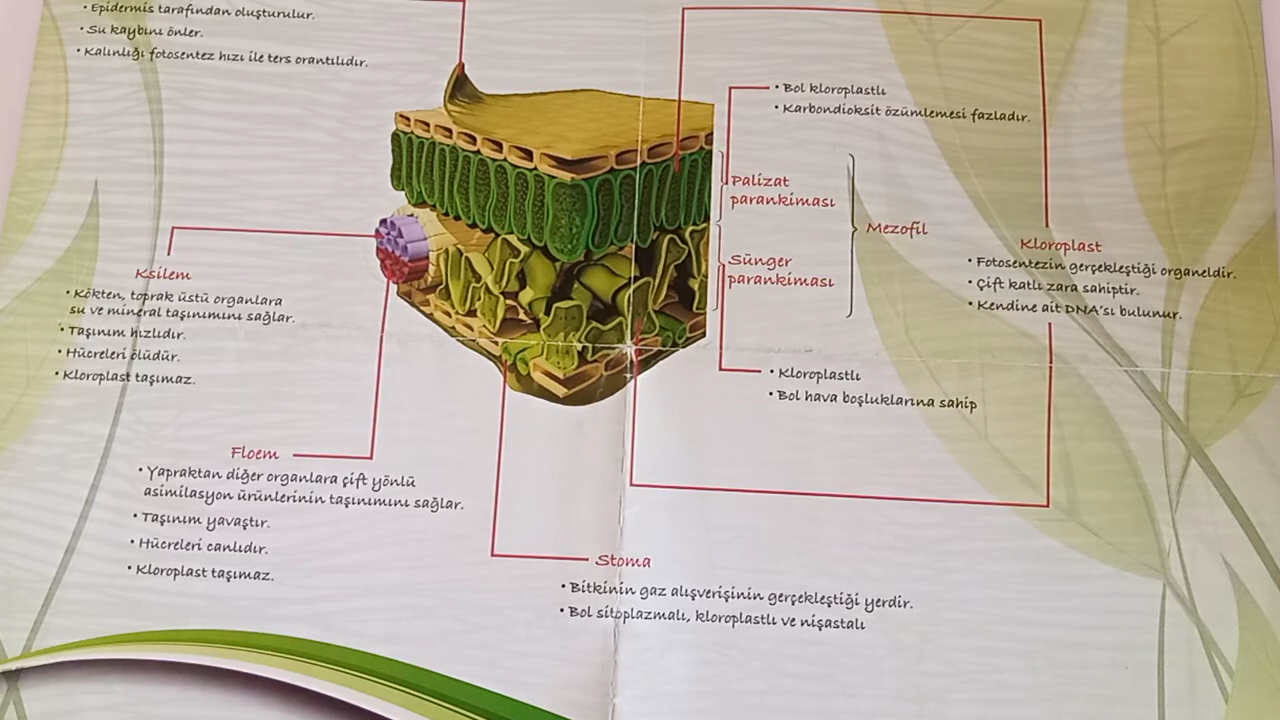 • Epidermis tarafından oluşturulur.
• Su kaybını önler.
• Kalınlığı fotosentez hızı ile ters orantılıdır.
• Bol kloroplastlı
• Karbondioksit özümlemesi fazladır.
Palizat
parankiması
Sünger
parankiması
Mezofil
Kloroplast
• Fotosentezin gerçekleştiği organeldir.
• Çift katlı zara sahiptir.
• Kendine ait DNA'sı bulunur.
• Kloroplastlı
• Bol hava boşluklarına sahip
Ksilem
• Kökten, toprak üstü organlara
su ve mineral taşınımını sağlar.
• Taşınım hızlıdır.
• Hücreleri ölüdür.
• Kloroplast taşımaz.
Floem
• Yapraktan diğer organlara çift yönlü
asimilasyon ürünlerinin taşınımını sağlar.
• Taşınım yavaştır.
• Hücreleri canlıdır.
• Kloroplast taşımaz.
Stoma
• Bitkinin gaz alışverişinin gerçekleştiği yerdir.
• Bol sitoplazmalı, kloroplastlı ve nişastalı